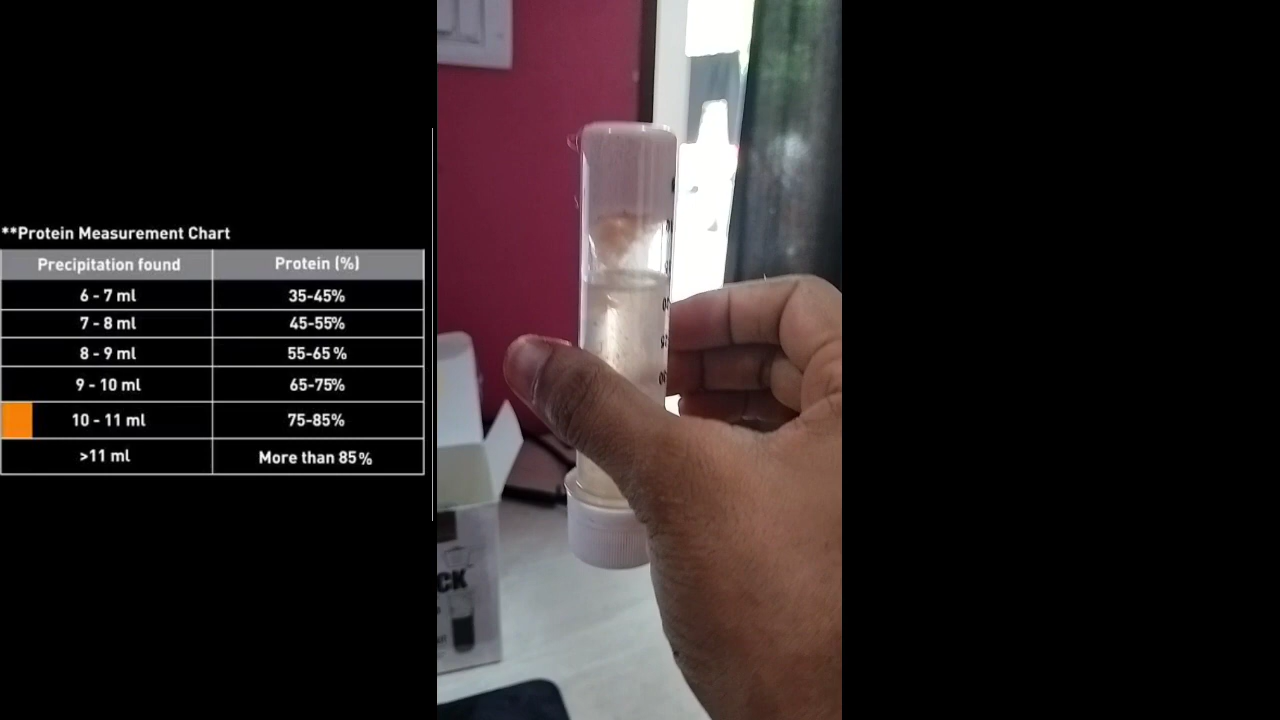 **Protein Measurement Chart
Precipitation found Protein (%)
6 - 7 ml 35-45%
7 - 8 ml 45-55%
8 - 9 ml 55-65 %
9 - 10 ml 65-75%
10 - 11 ml 75-85%
>11 ml More than 85%
CK